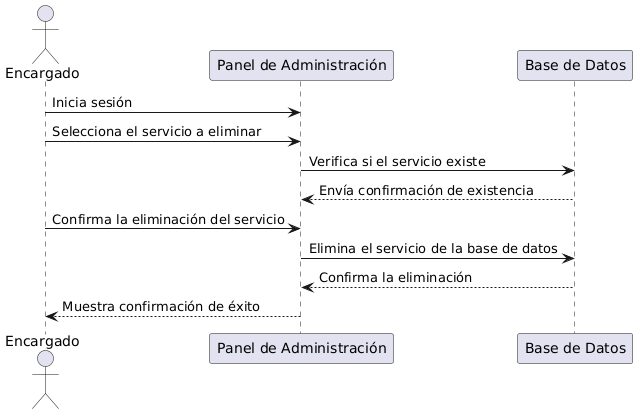 Encargado
Panel de Administración
Base de Datos
Inicia sesión
Selecciona el servicio a eliminar
Verifica si el servicio existe
Envía confirmación de existencia
Confirma la eliminación del servicio
Elimina el servicio de la base de datos
Confirma la eliminación
Muestra confirmación de éxito
Encargado
Panel de Administración
Base de Datos